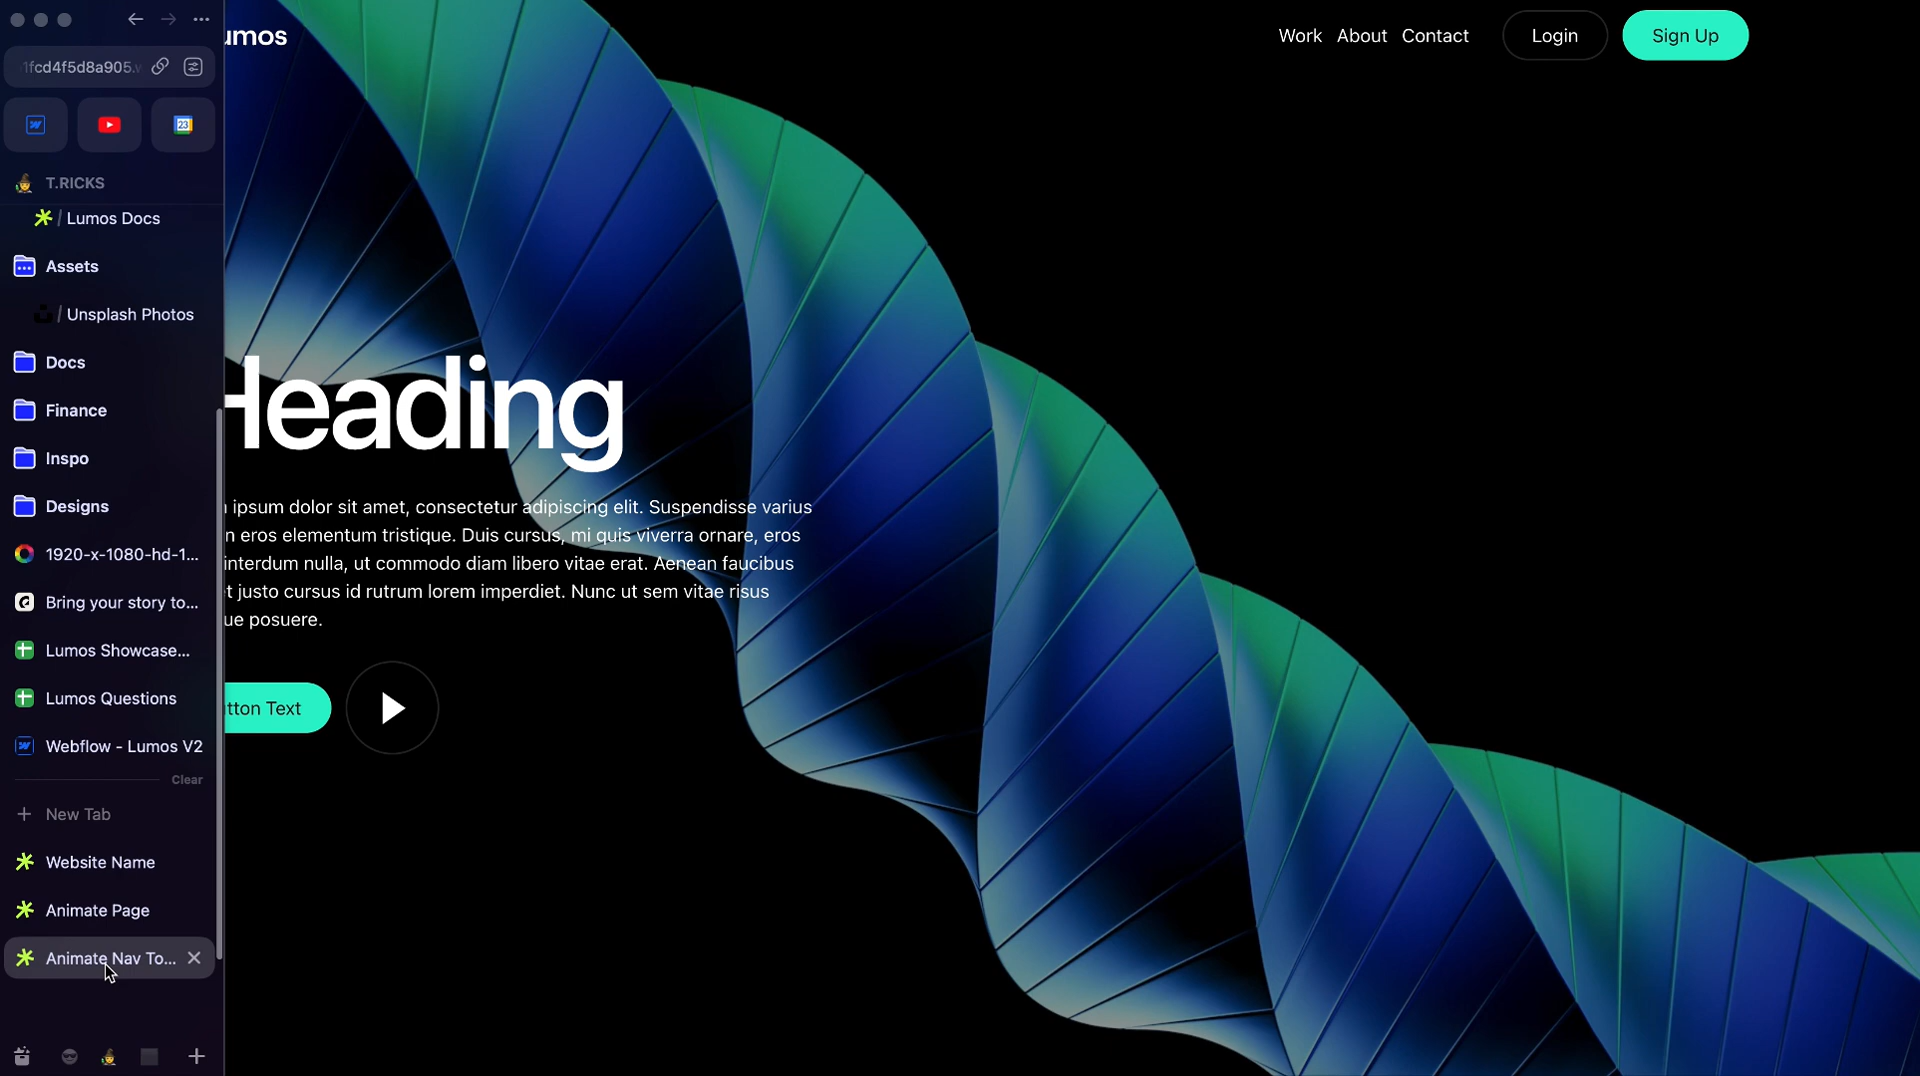 umos
Work About Contact
Login
Sign Up
1fcd4f5d8a905.
23
T.RICKS
/ Lumos Docs
Assets
/ Unsplash Photos
Docs
Finance
Inspo
Designs
1920-x-1080-hd-1...
Bring your story to...
Lumos Showcase...
Lumos Questions
Webflow - Lumos V2
Clear
New Tab
Website Name
Animate Page
Animate Nav To...
Heading
ipsum dolor sit amet, consectetur adipiscing elit. Suspendisse varius
n eros elementum tristique. Duis cursus, mi quis viverra ornare, eros
interdum nulla, ut commodo diam libero vitae erat. Aenean faucibus
t justo cursus id rutrum lorem imperdiet. Nunc ut sem vitae risus
ue posuere.
tton Text